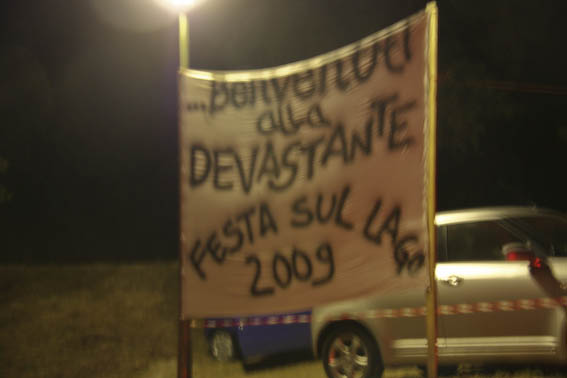 ...Benvenuti
alla
DEVASTANTE
FESTA SUL LAGO
2009